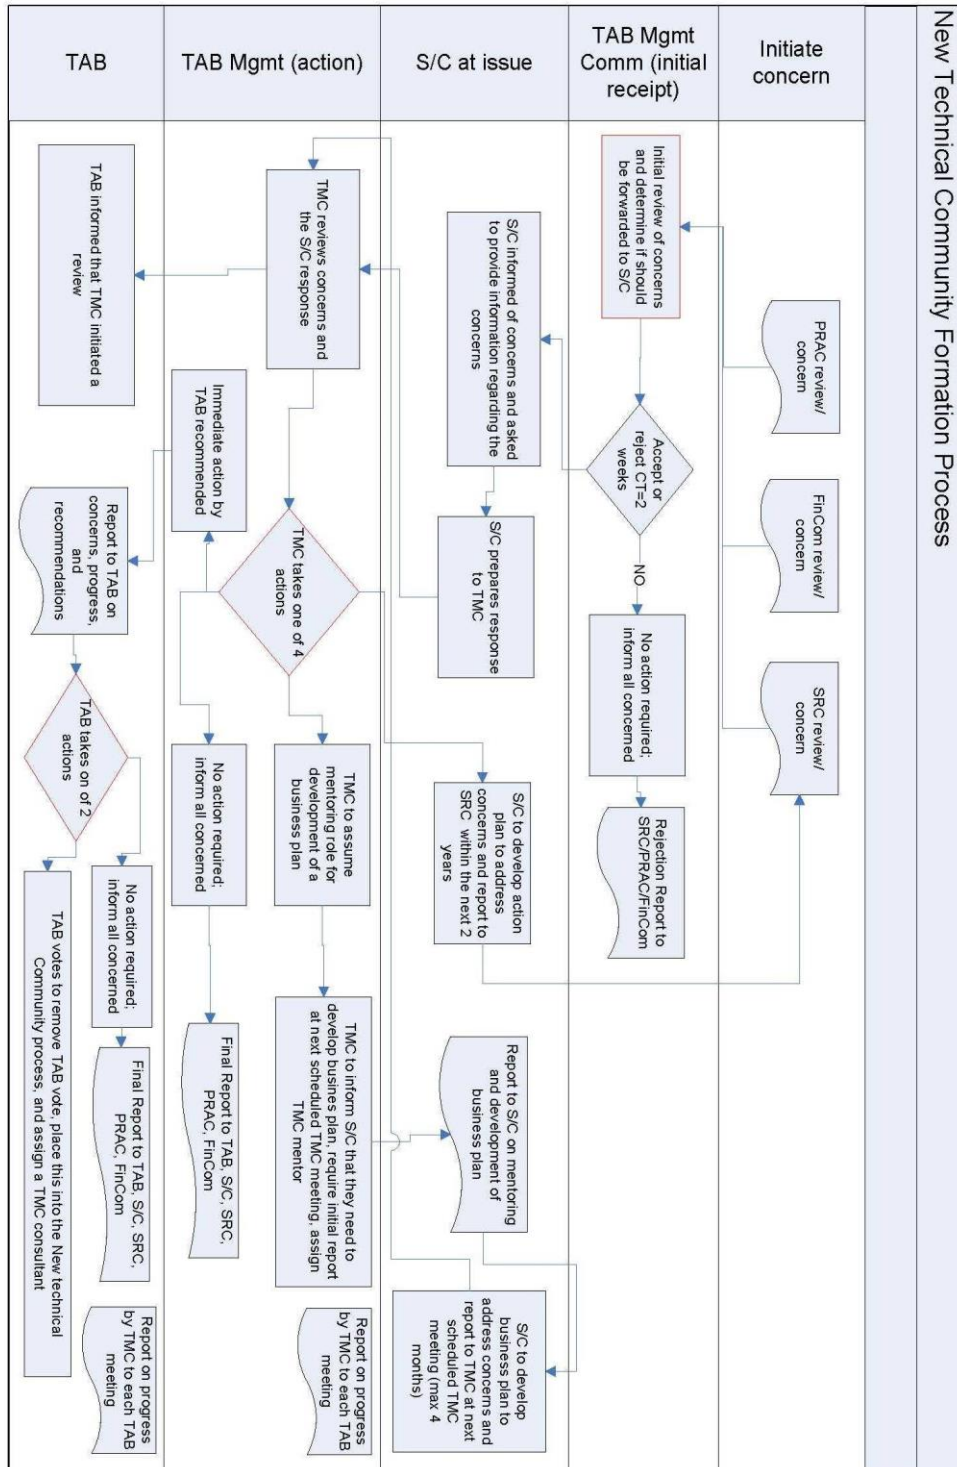 New Technical Community Formation Process
Initiate
concern
PRAC review/
concern
FinCom review/
concern
SRC review/
concern
TAB Mgmt
Comm (initial
receipt)
Initial review of concerns
and determine if should
be forwarded to S/C
Accept or
reject CT=2
weeks
NO
No action required;
inform all concerned
Rejection Report to
SRC/PRAC/FinCom
S/C at issue
S/C informed of concerns and asked
to provide information regarding the
concerns
S/C prepares response
to TMC
S/C to develop action
plan to address
concerns and report to
SRC within the next 2
years
Report to S/C on mentoring
and development of
business plan
S/C to develop
business plan to
address concerns and
report to TMC at next
scheduled TMC
meeting (max 4
months)
TAB Mgmt (action)
TMC reviews concerns and
the S/C response
Immediate action by
TAB recommended
TMC takes one of 4
actions
TMC to assume
mentoring role for
development of a
business plan
No action required;
inform all concerned
TMC to inform S/C that they need to
develop busines plan, require initial report
at next scheduled TMC meeting, assign
TMC mentor
Final Report to TAB, S/C, SRC,
PRAC, FinCom
Report on progress
by TMC to each TAB
meeting
TAB
TAB informed that TMC initiated a
review
Report to TAB on
concerns, progress,
and
recommendations
TAB takes on of 2
actions
No action required;
inform all concerned
Final Report to TAB, S/C, SRC,
PRAC, FinCom
TAB votes to remove TAB vote, place this into the New technical
Community process, and assign a TMC consultant
Report on progress
by TMC to each TAB
meeting